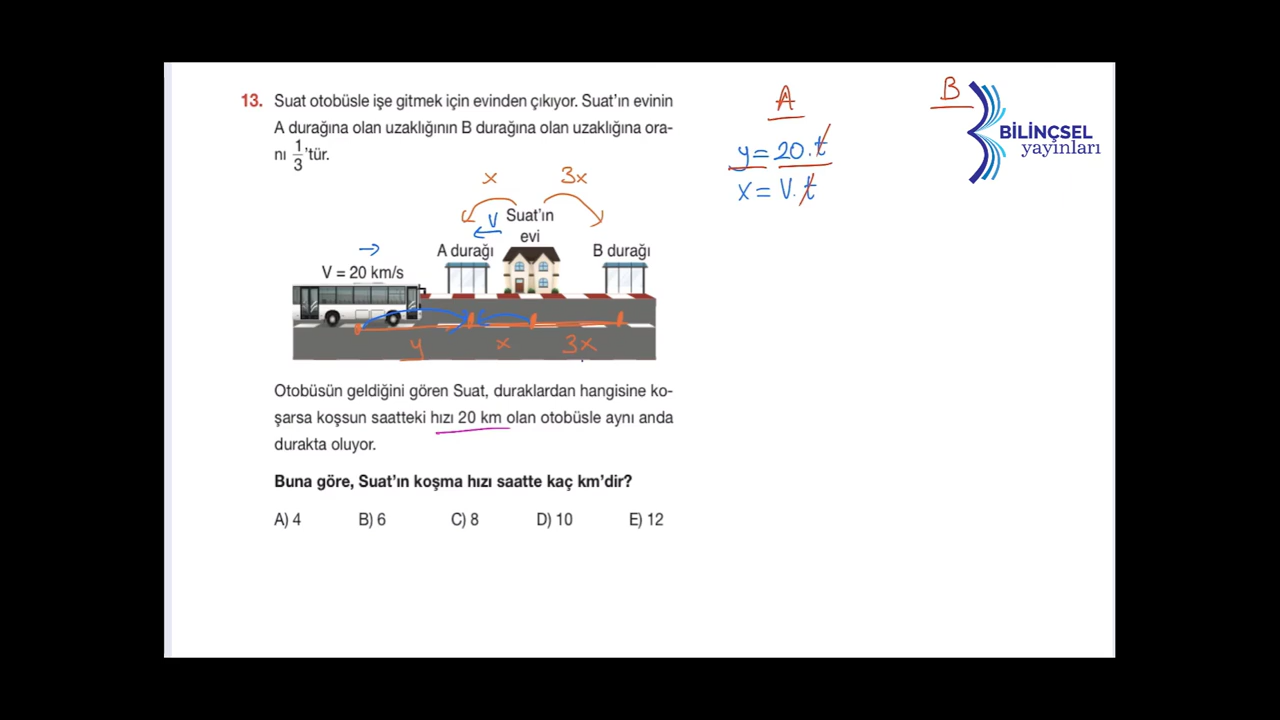 13. Suat otobüsle işe gitmek için evinden çıkıyor. Suat'ın evinin
A durağına olan uzaklığının B durağına olan uzaklığına ora-
nı 1/3'tür.
x 3x
V Suat'ın
evi
A durağı B durağı
V = 20 km/s
y x 3x
Otobüsün geldiğini gören Suat, duraklardan hangisine ko-
şarsa koşsun saatteki hızı 20 km olan otobüsle aynı anda
durakta oluyor.
Buna göre, Suat'ın koşma hızı saatte kaç km'dir?
A) 4 B) 6 C) 8 D) 10 E) 12
A
y = 20.t
x = V.t
B
BİLİNÇSEL
yayınları